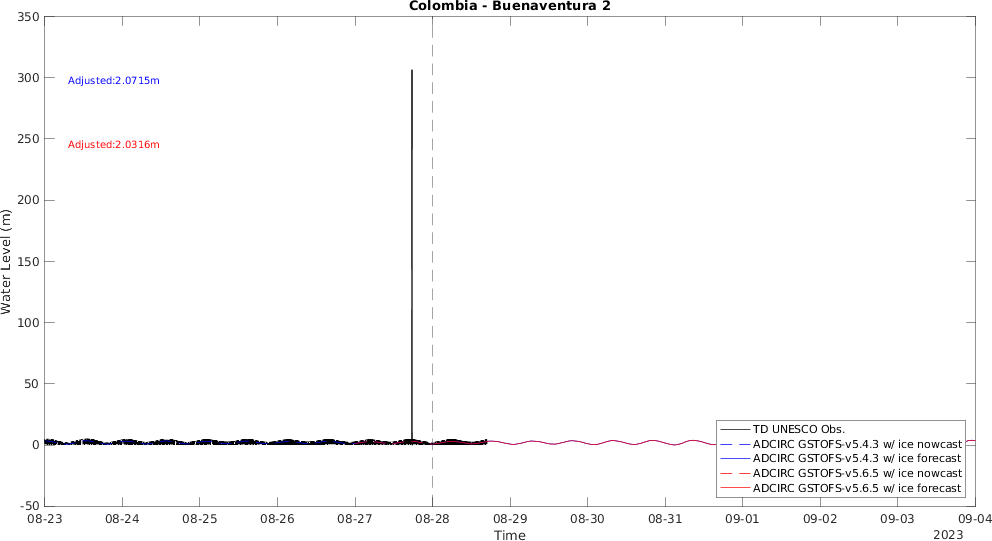 Colombia - Buenaventura 2
350
300
250
200
150
100
50
0
-50
Water Level (m)
Adjusted:2.0715m
Adjusted:2.0316m
TD UNESCO Obs.
ADCIRC GSTOFS-v5.4.3 w/ ice nowcast
ADCIRC GSTOFS-v5.4.3 w/ ice forecast
ADCIRC GSTOFS-v5.6.5 w/ ice nowcast
ADCIRC GSTOFS-v5.6.5 w/ ice forecast
08-23 08-24 08-25 08-26 08-27 08-28 08-29 08-30 08-31 09-01 09-02 09-03 09-04
Time
2023